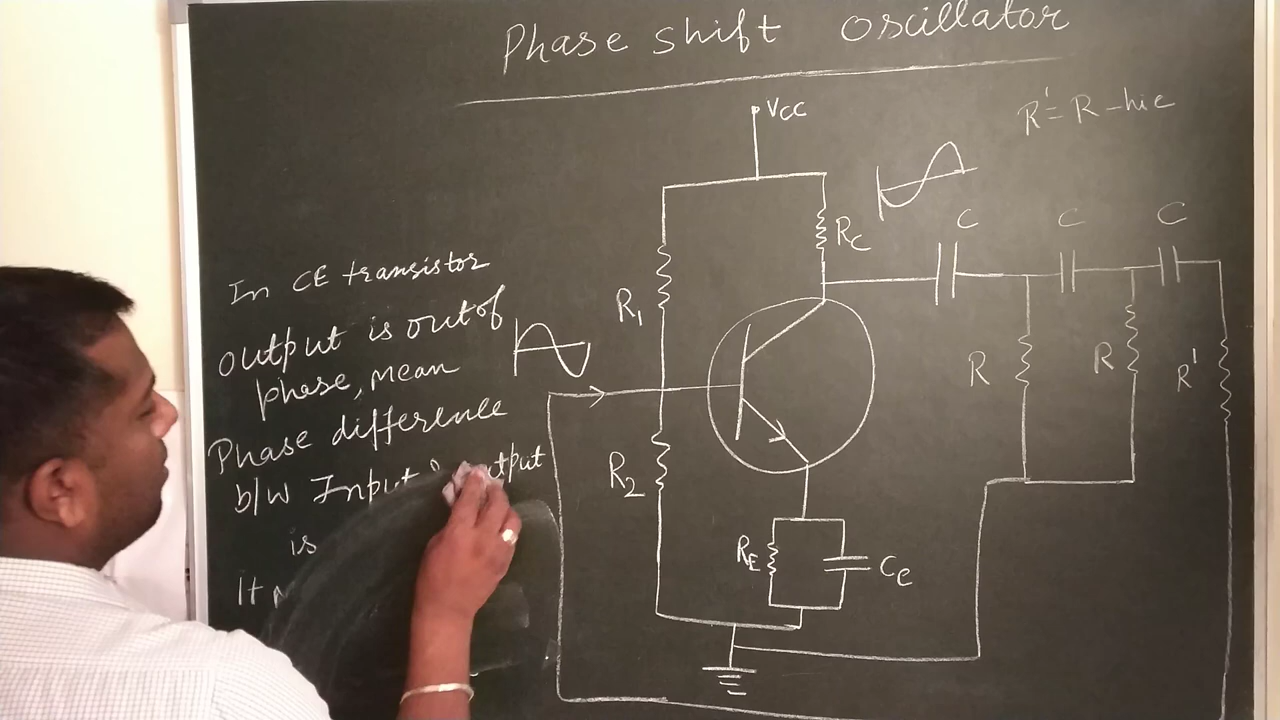 Phase shift oscillator
VCC
R' = R - hie
RC
C
C
C
In CE transistor
output is out of
phase, mean
Phase difference
b/w Input output
is
It
R1
R2
R
R
R'
RE
Ce